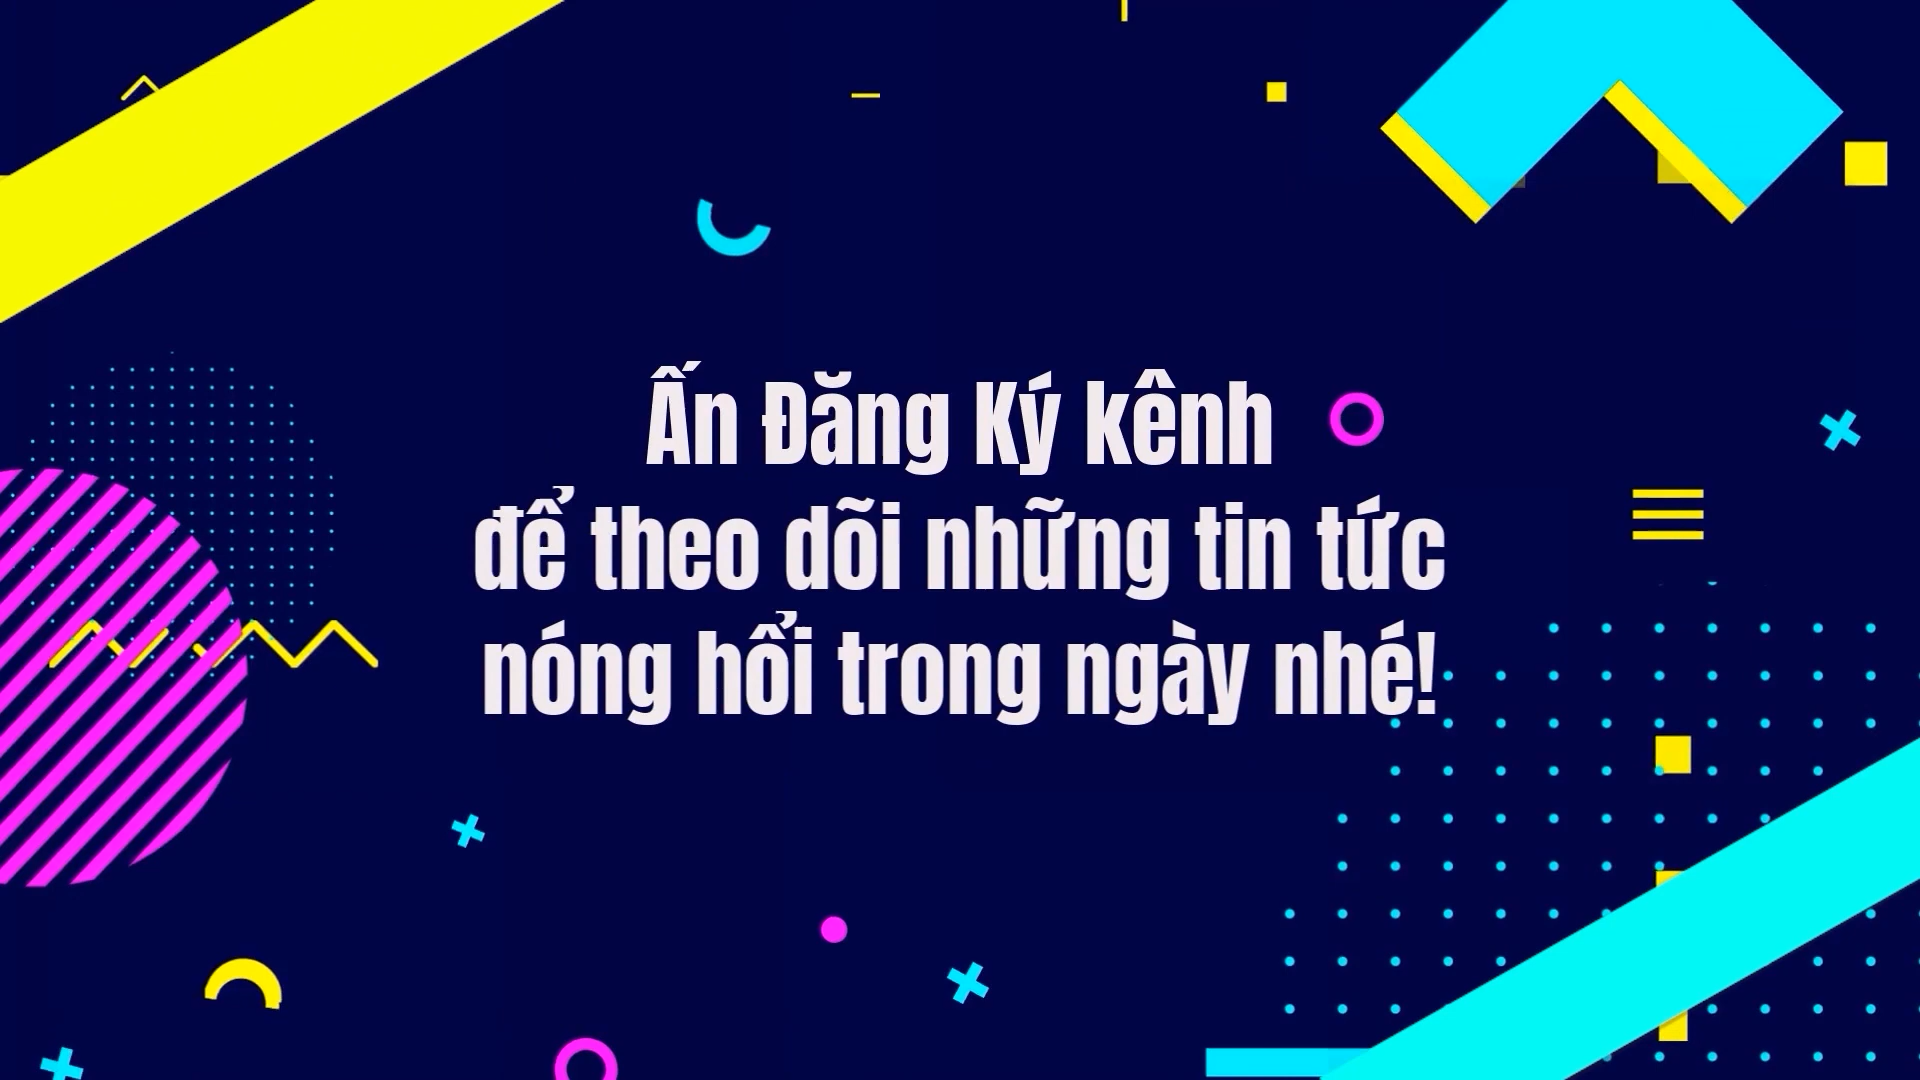 Ấn Đăng Ký kênh
để theo dõi những tin tức
nóng hổi trong ngày nhé!